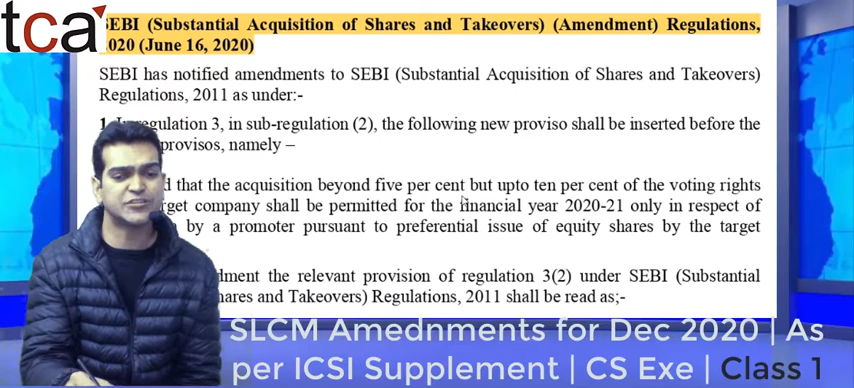 tca
SEBI (Substantial Acquisition of Shares and Takeovers) (Amendment) Regulations,
2020 (June 16, 2020)
SEBI has notified amendments to SEBI (Substantial Acquisition of Shares and Takeovers)
Regulations, 2011 as under:-
1. In regulation 3, in sub-regulation (2), the following new proviso shall be inserted before the
provisos, namely –
that the acquisition beyond five per cent but upto ten per cent of the voting rights
company shall be permitted for the financial year 2020-21 only in respect of
by a promoter pursuant to preferential issue of equity shares by the target
the relevant provision of regulation 3(2) under SEBI (Substantial
and Takeovers) Regulations, 2011 shall be read as;-
SLCM Amednments for Dec 2020 | As
per ICSI Supplement | CS Exe | Class 1